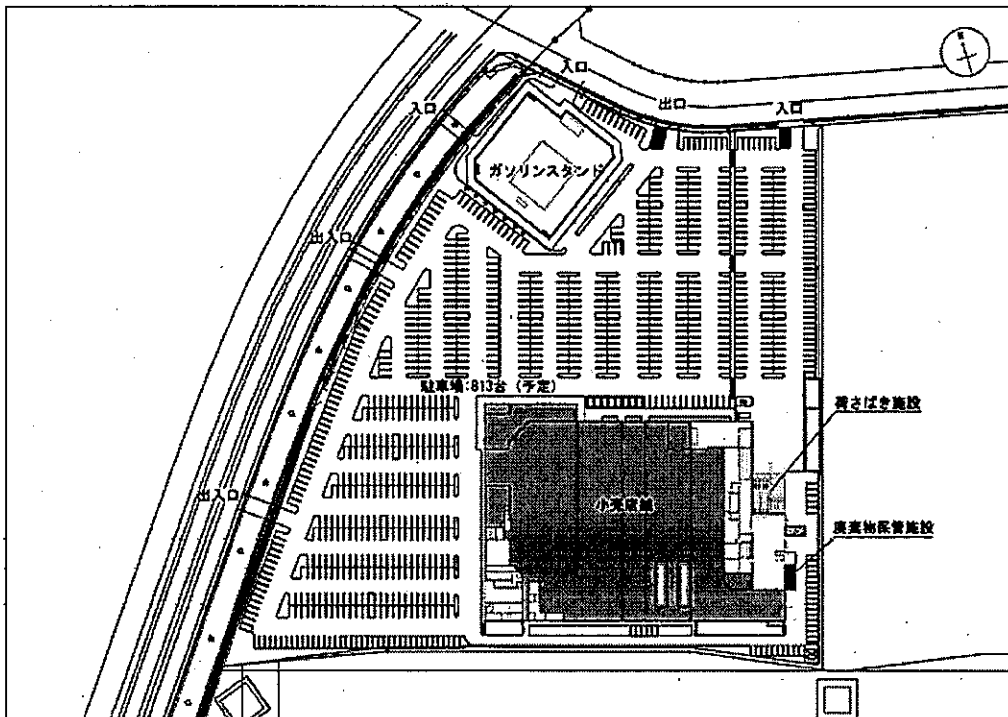 入口
入口
出口
入口
ガソリンスタンド
出入口
駐車場:813台 (予定)
荷さばき施設
出入口
小売店舗
廃棄物保管施設